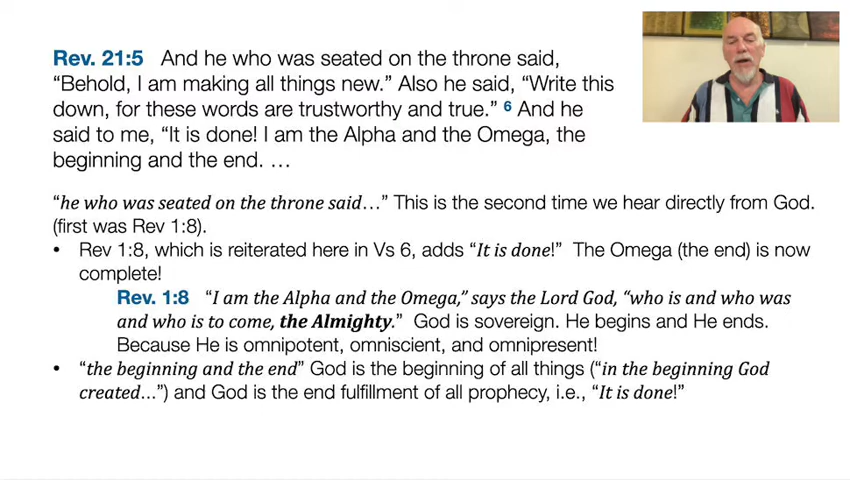 Rev. 21:5 And he who was seated on the throne said,
“Behold, I am making all things new.” Also he said, “Write this
down, for these words are trustworthy and true.” 6 And he
said to me, “It is done! I am the Alpha and the Omega, the
beginning and the end. …
“he who was seated on the throne said…” This is the second time we hear directly from God.
(first was Rev 1:8).
• Rev 1:8, which is reiterated here in Vs 6, adds “It is done!” The Omega (the end) is now
complete!
Rev. 1:8 “I am the Alpha and the Omega,” says the Lord God, “who is and who was
and who is to come, the Almighty.” God is sovereign. He begins and He ends.
Because He is omnipotent, omniscient, and omnipresent!
• “the beginning and the end” God is the beginning of all things (“in the beginning God
created…”) and God is the end fulfillment of all prophecy, i.e., “It is done!”